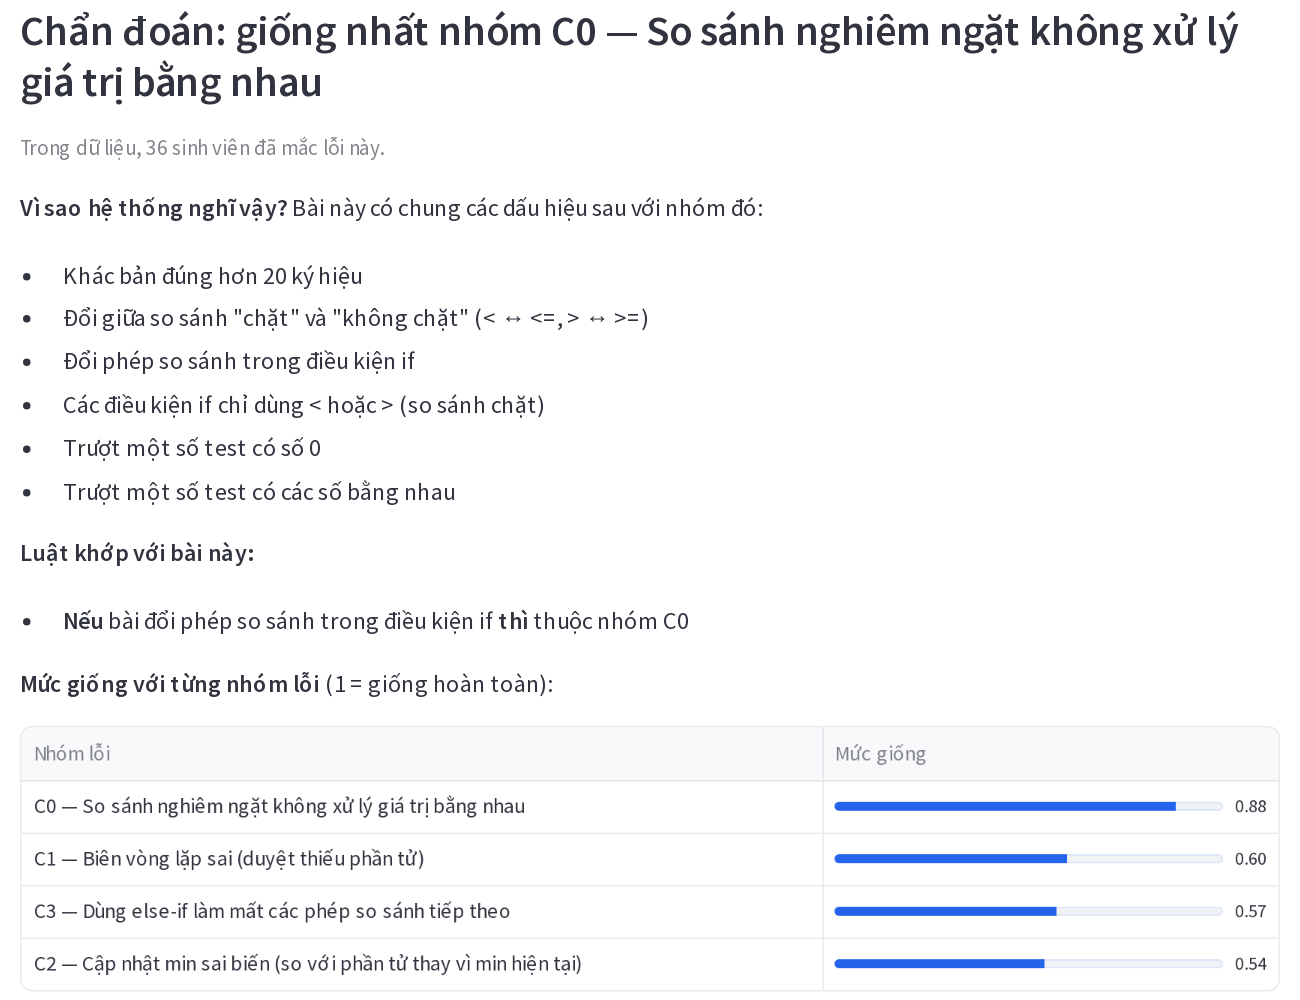 Chẩn đoán: giống nhất nhóm C0 — So sánh nghiêm ngặt không xử lý
giá trị bằng nhau
Trong dữ liệu, 36 sinh viên đã mắc lỗi này.
Vì sao hệ thống nghĩ vậy? Bài này có chung các dấu hiệu sau với nhóm đó:
• Khác bản đúng hơn 20 ký hiệu
• Đổi giữa so sánh "chặt" và "không chặt" (< ↔ <=, > ↔ >=)
• Đổi phép so sánh trong điều kiện if
• Các điều kiện if chỉ dùng < hoặc > (so sánh chặt)
• Trượt một số test có số 0
• Trượt một số test có các số bằng nhau
Luật khớp với bài này:
• Nếu bài đổi phép so sánh trong điều kiện if thì thuộc nhóm C0
Mức giống với từng nhóm lỗi (1 = giống hoàn toàn):
Nhóm lỗi Mức giống
C0 — So sánh nghiêm ngặt không xử lý giá trị bằng nhau 0.88
C1 — Biên vòng lặp sai (duyệt thiếu phần tử) 0.60
C3 — Dùng else-if làm mất các phép so sánh tiếp theo 0.57
C2 — Cập nhật min sai biến (so với phần tử thay vì min hiện tại) 0.54